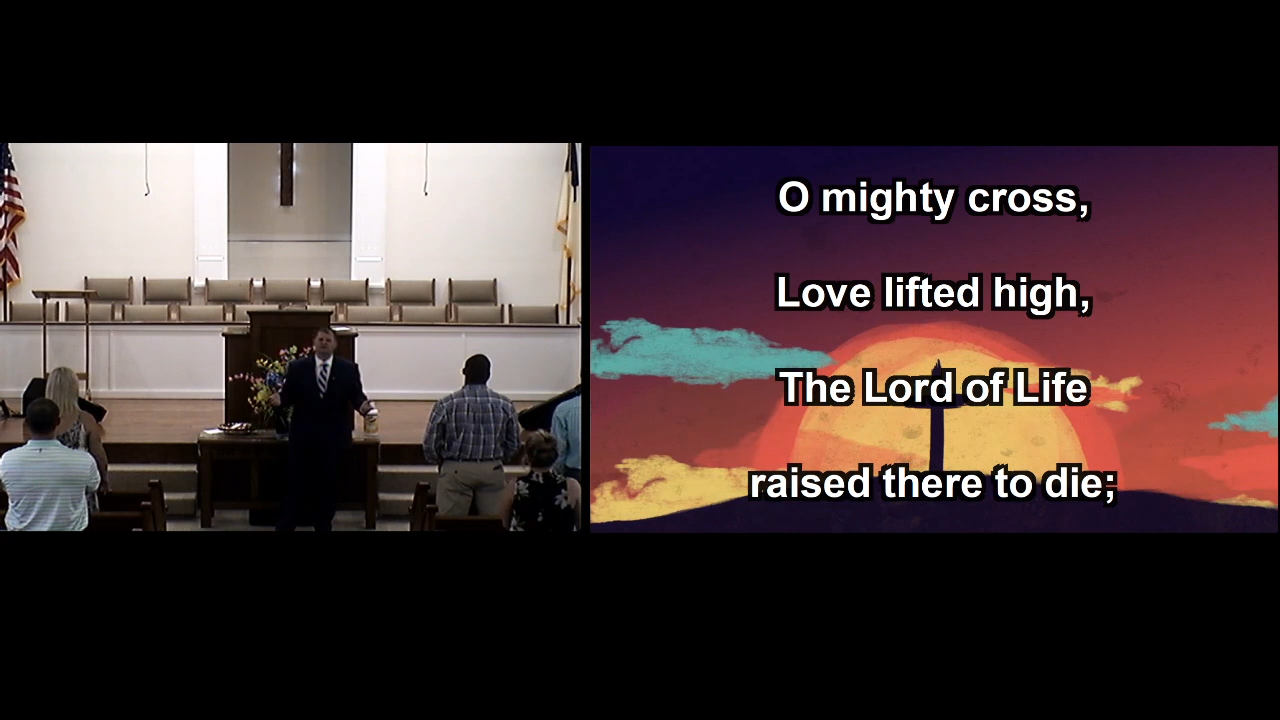 O mighty cross,
Love lifted high,
The Lord of Life
raised there to die;